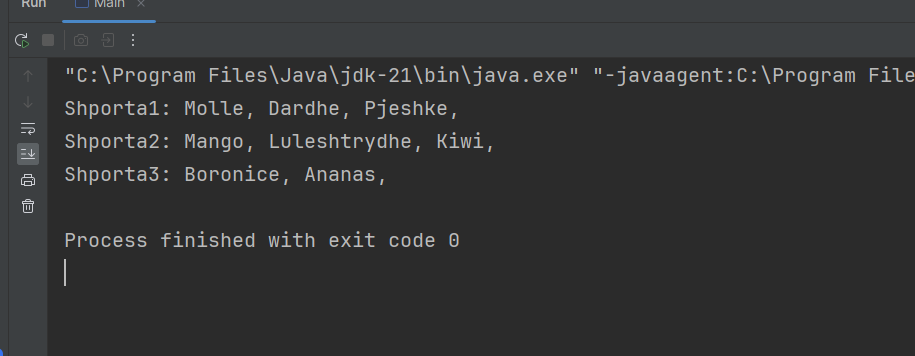 Run Main ×
"C:\Program Files\Java\jdk-21\bin\java.exe" "-javaagent:C:\Program File
Shporta1: Molle, Dardhe, Pjeshke,
Shporta2: Mango, Luleshtrydhe, Kiwi,
Shporta3: Boronice, Ananas,
Process finished with exit code 0